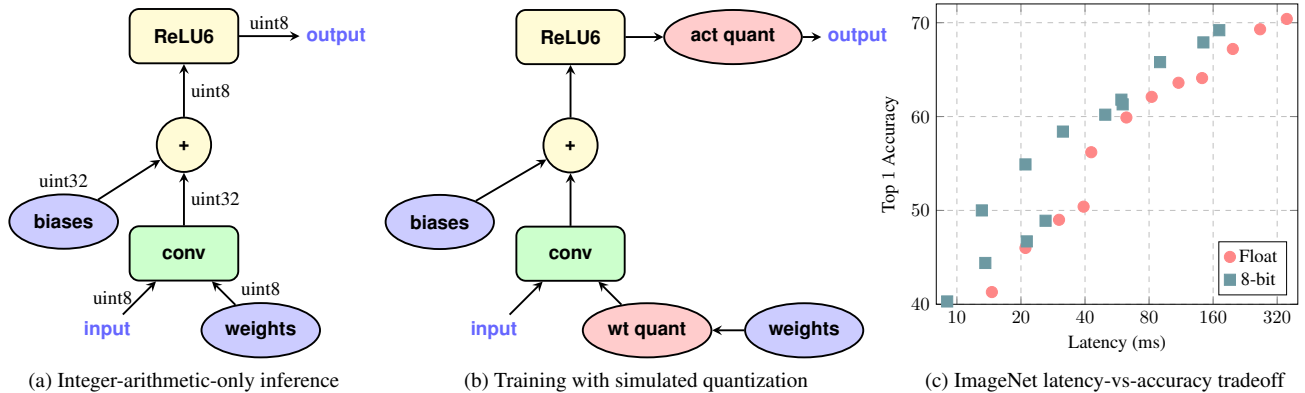 ReLU6
uint8
output
uint8
+
uint32
biases
uint32
conv
uint8
uint8
input
weights
(a) Integer-arithmetic-only inference
ReLU6
act quant
output
+
biases
conv
input
wt quant
weights
(b) Training with simulated quantization
70
60
50
40
Top 1 Accuracy
Float
8-bit
10 20 40 80 160 320
Latency (ms)
(c) ImageNet latency-vs-accuracy tradeoff